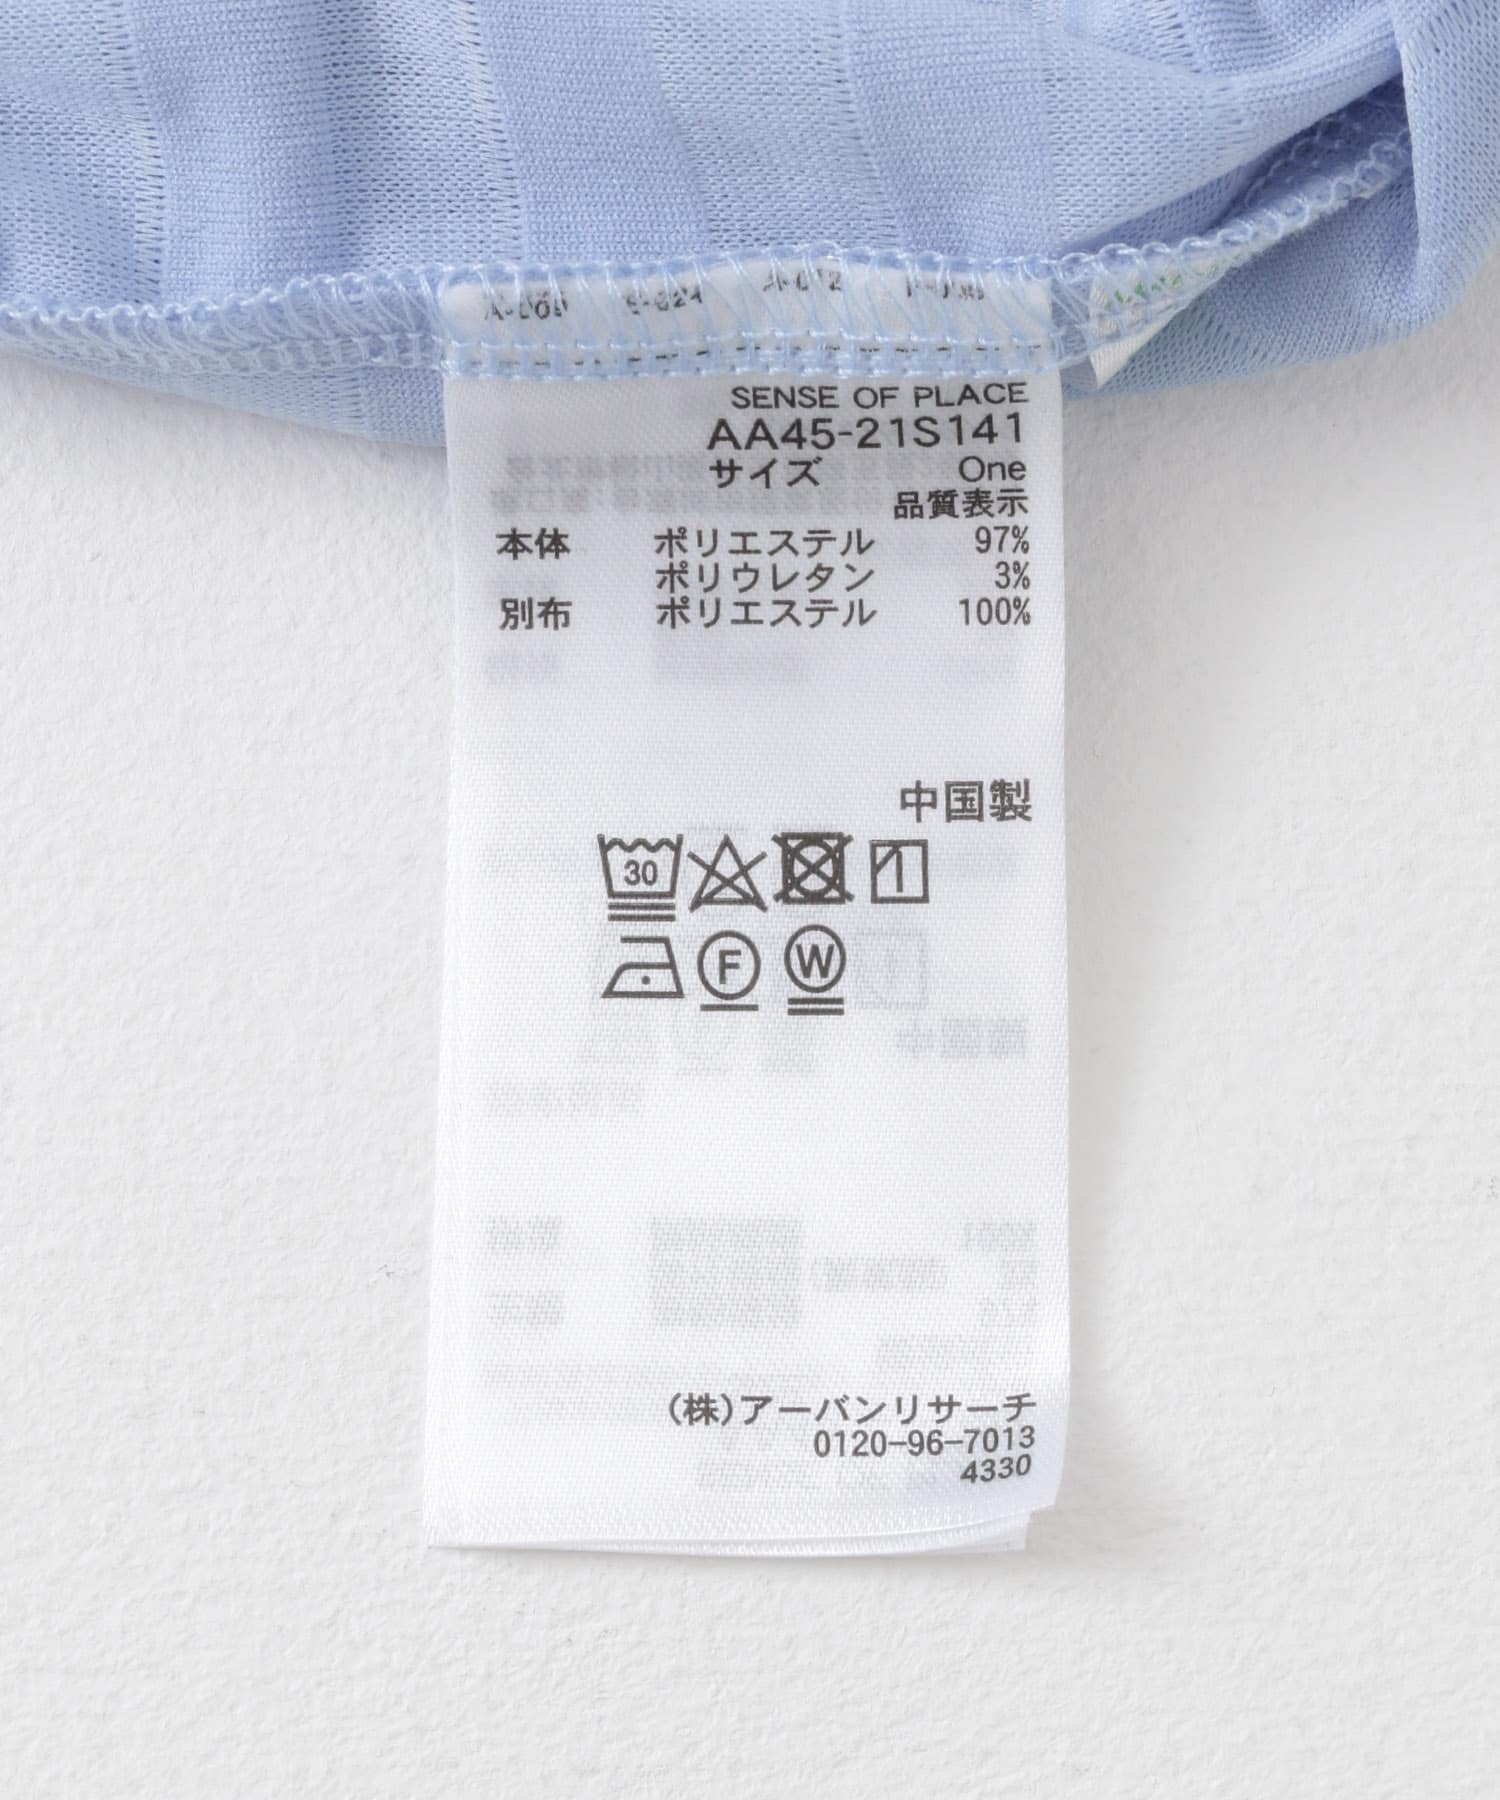 SENSE OF PLACE
AA45-21S141
サイズ One
品質表示
本体 ポリエステル 97%
ポリウレタン 3%
別布 ポリエステル 100%
中国製
30
F W
(株)アーバンリサーチ
0120-96-7013
4330